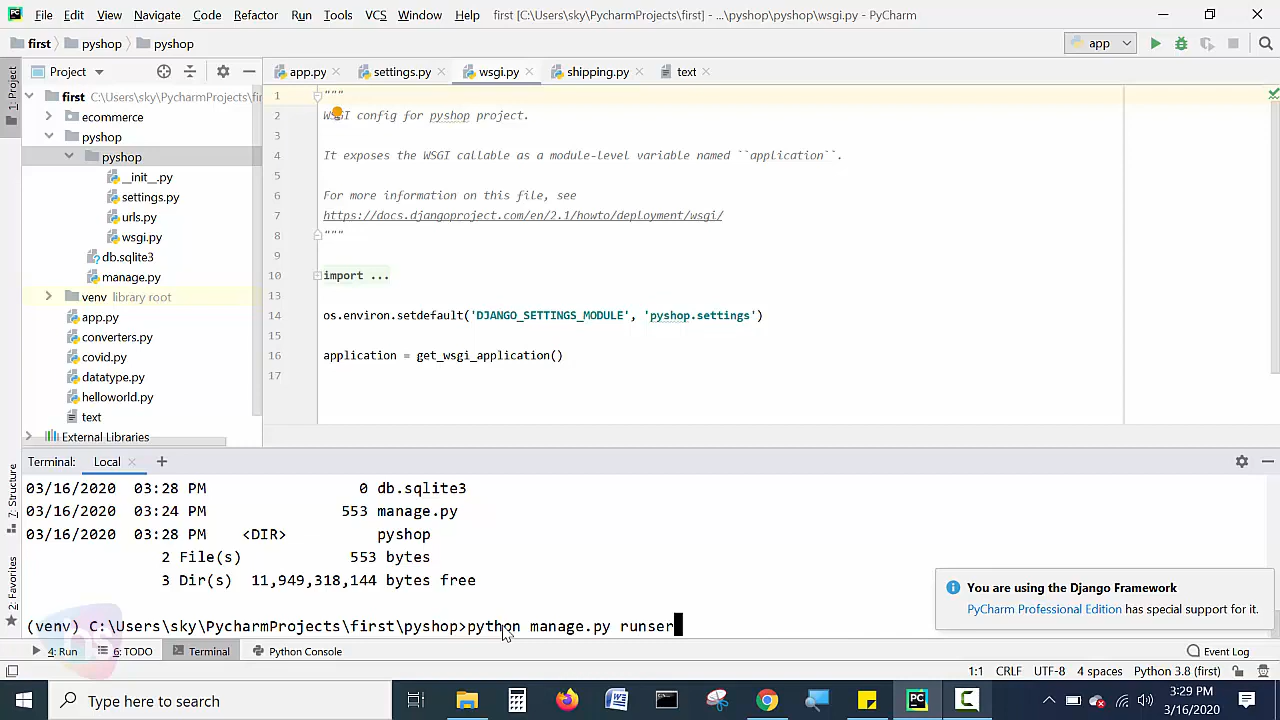 File Edit View Navigate Code Refactor Run Tools VCS Window Help first [C:\Users\sky\PycharmProjects\first] - ...\pyshop\pyshop\wsgi.py - PyCharm
first pyshop pyshop app
1: Project
Project
app.py settings.py wsgi.py shipping.py text
first C:\Users\sky\PycharmProjects\fir
ecommerce
pyshop
pyshop
__init__.py
settings.py
urls.py
wsgi.py
db.sqlite3
manage.py
venv library root
app.py
converters.py
covid.py
datatype.py
helloworld.py
text
External Libraries
1 """
2 WSGI config for pyshop project.
3
4 It exposes the WSGI callable as a module-level variable named ``application``.
5
6 For more information on this file, see
7 https://docs.djangoproject.com/en/2.1/howto/deployment/wsgi/
8 """
9
10 import ...
13
14 os.environ.setdefault('DJANGO_SETTINGS_MODULE', 'pyshop.settings')
15
16 application = get_wsgi_application()
17
Terminal: Local +
7: Structure
2: Favorites
03/16/2020 03:28 PM 0 db.sqlite3
03/16/2020 03:24 PM 553 manage.py
03/16/2020 03:28 PM <DIR> pyshop
2 File(s) 553 bytes
3 Dir(s) 11,949,318,144 bytes free
(venv) C:\Users\sky\PycharmProjects\first\pyshop>python manage.py runser
You are using the Django Framework
PyCharm Professional Edition has special support for it.
4: Run 6: TODO Terminal Python Console Event Log
1:1 CRLF UTF-8 4 spaces Python 3.8 (first)
Type here to search
:29 PM
3/16/2020